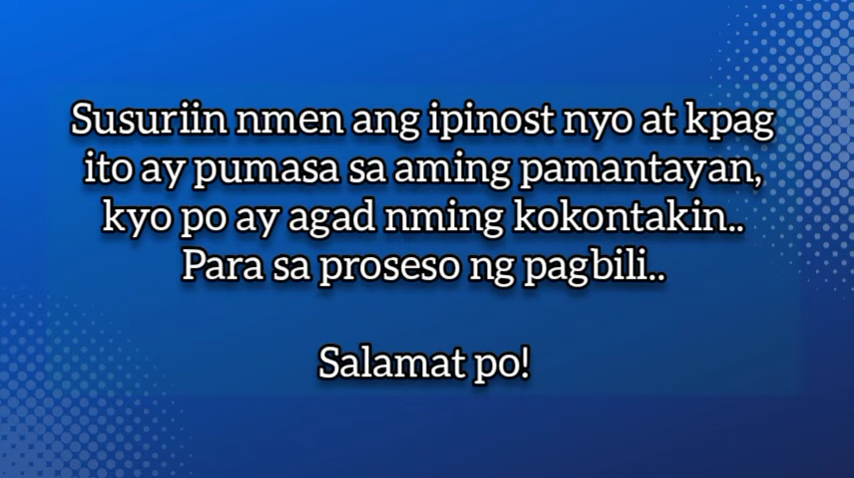 Susuriin nmen ang ipinost nyo at kpag
ito ay pumasa sa aming pamantayan,
kyo po ay agad nming kokontakin..
Para sa proseso ng pagbili..
Salamat po!